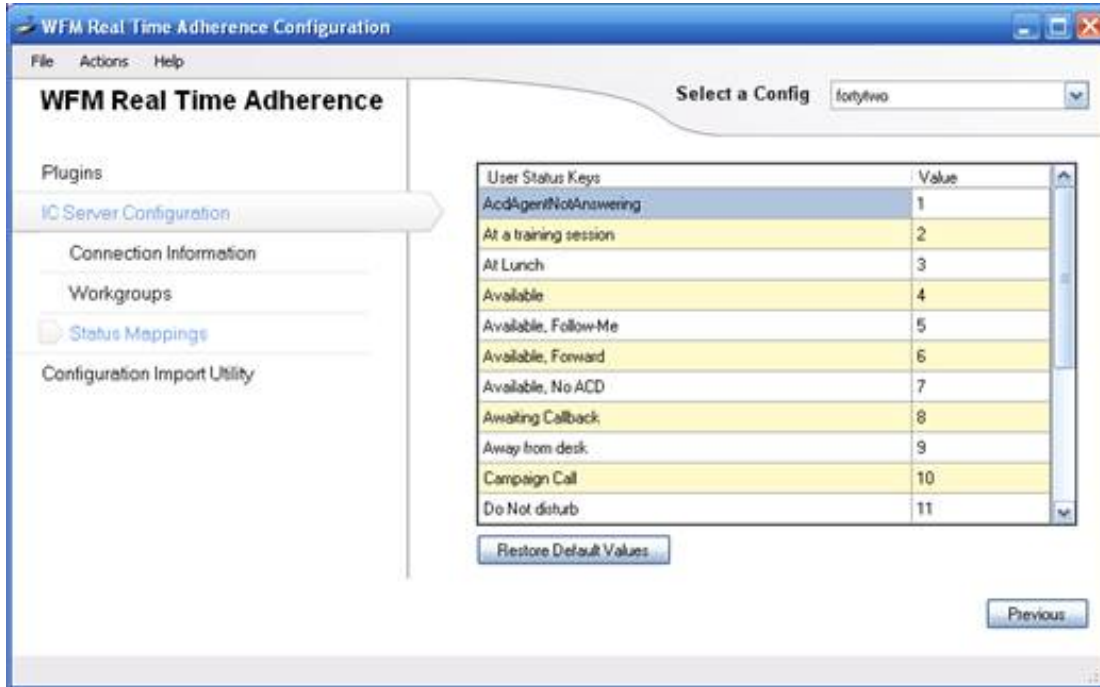 WFM Real Time Adherence Configuration
File Actions Help
WFM Real Time Adherence
Select a Config fortytwo
Plugins
IC Server Configuration
Connection Information
Workgroups
Status Mappings
Configuration Import Utility
User Status Keys Value
AcdAgentNotAnswering 1
At a training session 2
At Lunch 3
Available 4
Available, Follow-Me 5
Available, Forward 6
Available, No ACD 7
Awaiting Callback 8
Away from desk 9
Campaign Call 10
Do Not disturb 11
Restore Default Values
Previous